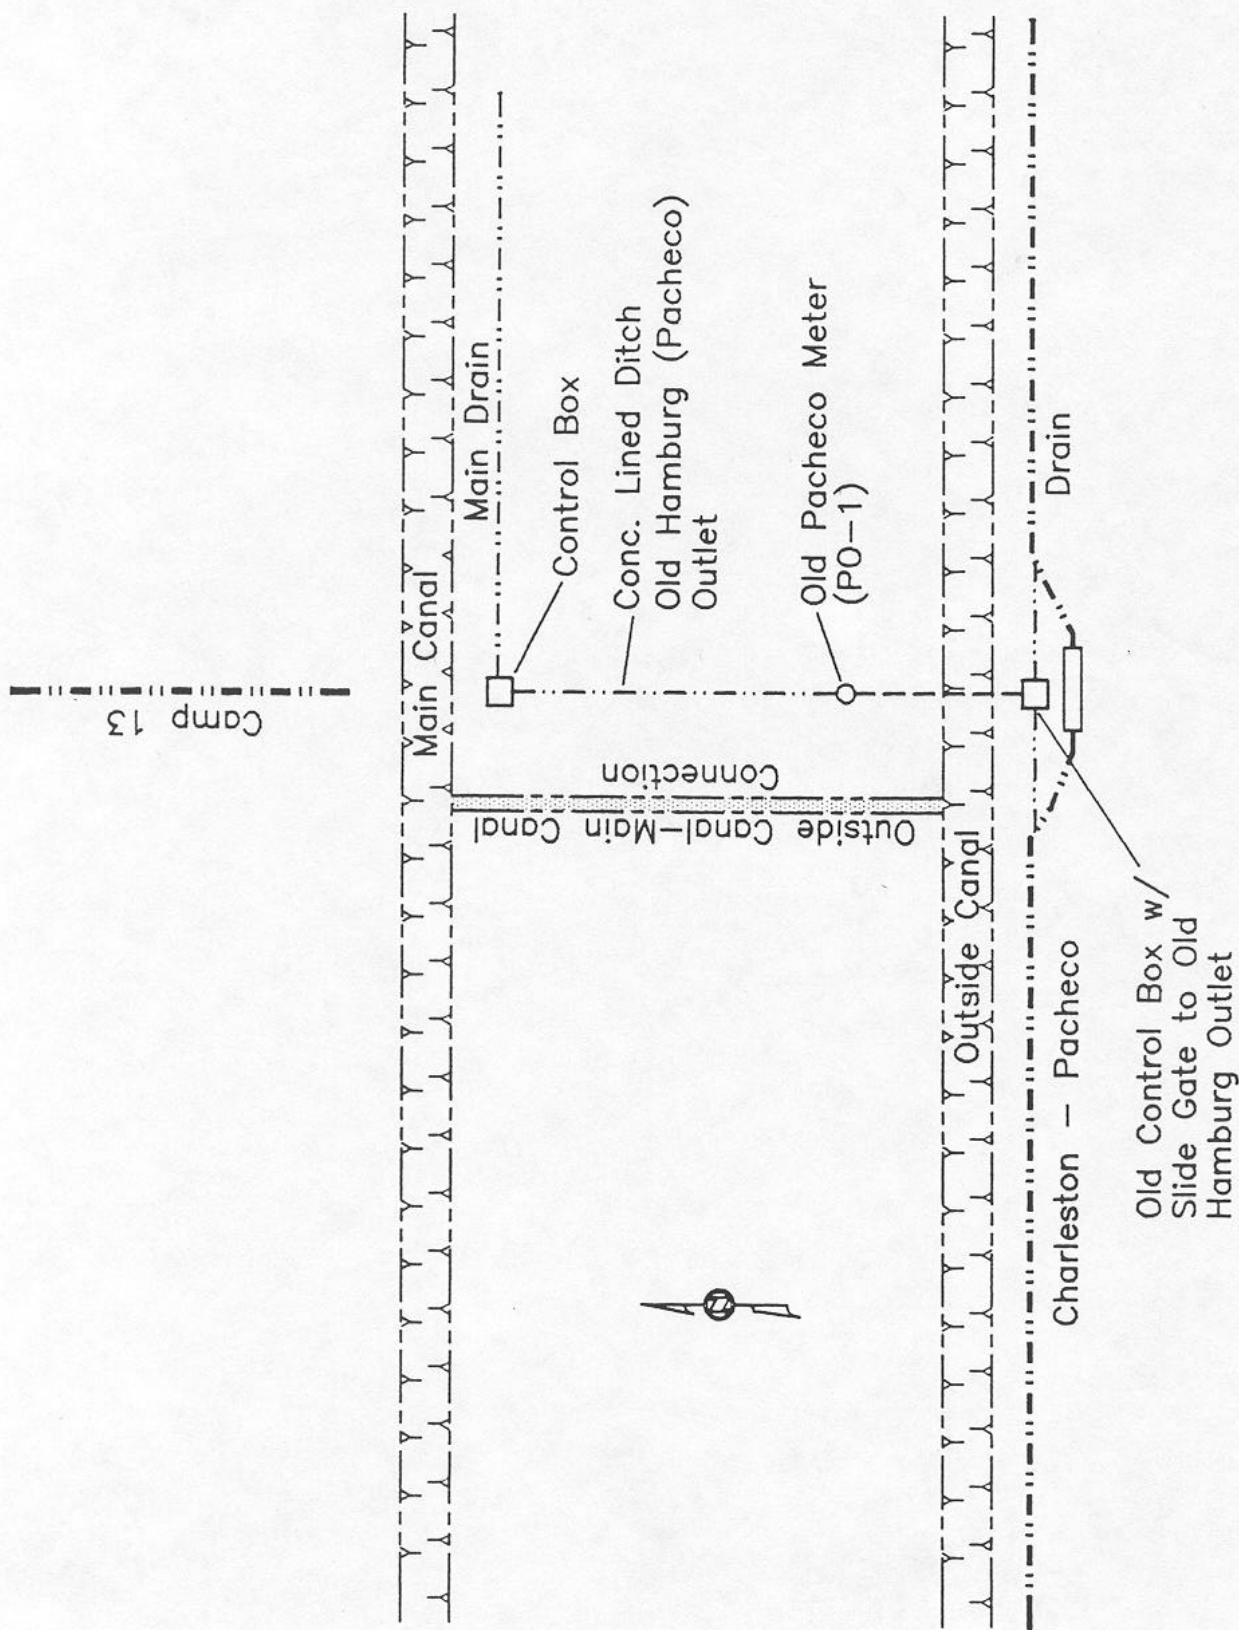 Camp 13
Main Canal
Main Drain
Control Box
Conc. Lined Ditch
Old Hamburg (Pacheco)
Outlet
Old Pacheco Meter
(PO-1)
Outside Canal-Main Canal
Connection
Outside Canal
Drain
Charleston - Pacheco
Old Control Box w/
Slide Gate to Old
Hamburg Outlet